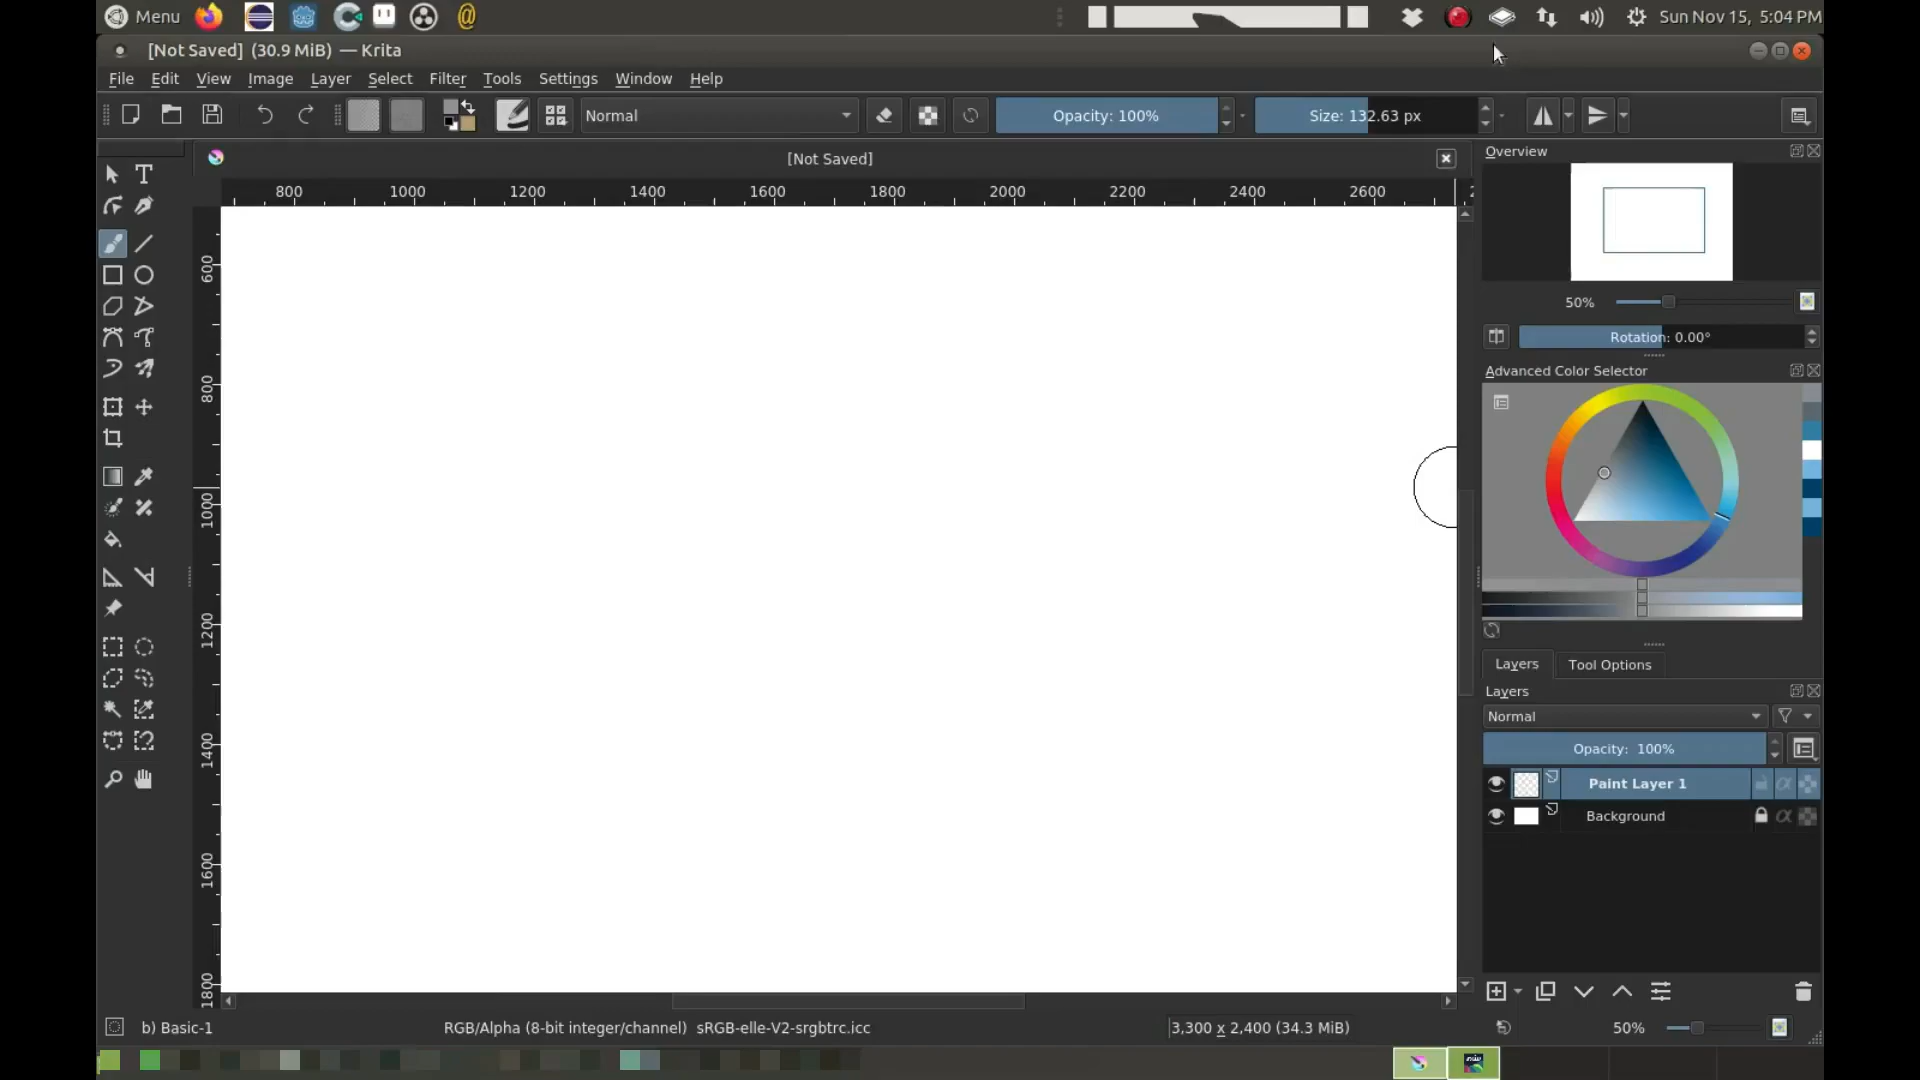 Menu
Sun Nov 15, 5:04 PM
[Not Saved] (30.9 MiB) — Krita
File Edit View Image Layer Select Filter Tools Settings Window Help
Normal
Opacity: 100%
Size: 132.63 px
[Not Saved]
800 1000 1200 1400 1600 1800 2000 2200 2400 2600
600
800
1000
1200
1400
1600
1800
Overview
50%
Rotation: 0.00°
Advanced Color Selector
Layers Tool Options
Layers
Normal
Opacity: 100%
Paint Layer 1
Background
b) Basic-1
RGB/Alpha (8-bit integer/channel) sRGB-elle-V2-srgbtrc.icc
3,300 x 2,400 (34.3 MiB)
50%